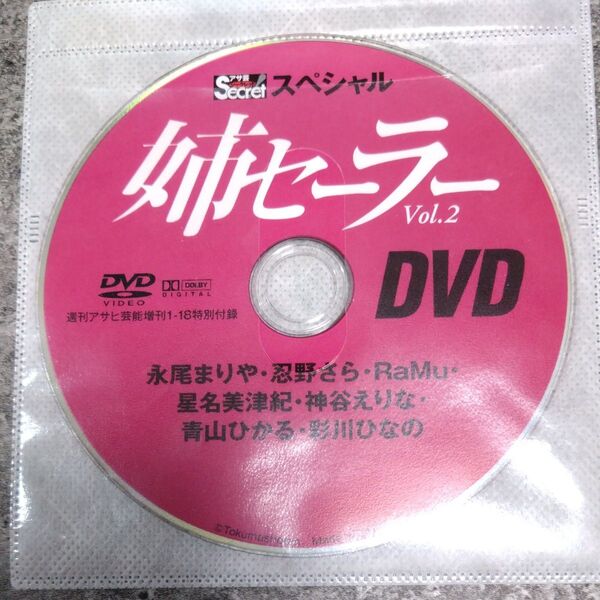 アサ芸
Secret スペシャル
姉セーラー
Vol.2
DVD
DVD
VIDEO
DOLBY
DIGITAL
週刊アサヒ芸能増刊1-18特別付録
永尾まりや・忍野さら・RaMu・
星名美津紀・神谷えりな・
青山ひかる・彩川ひなの